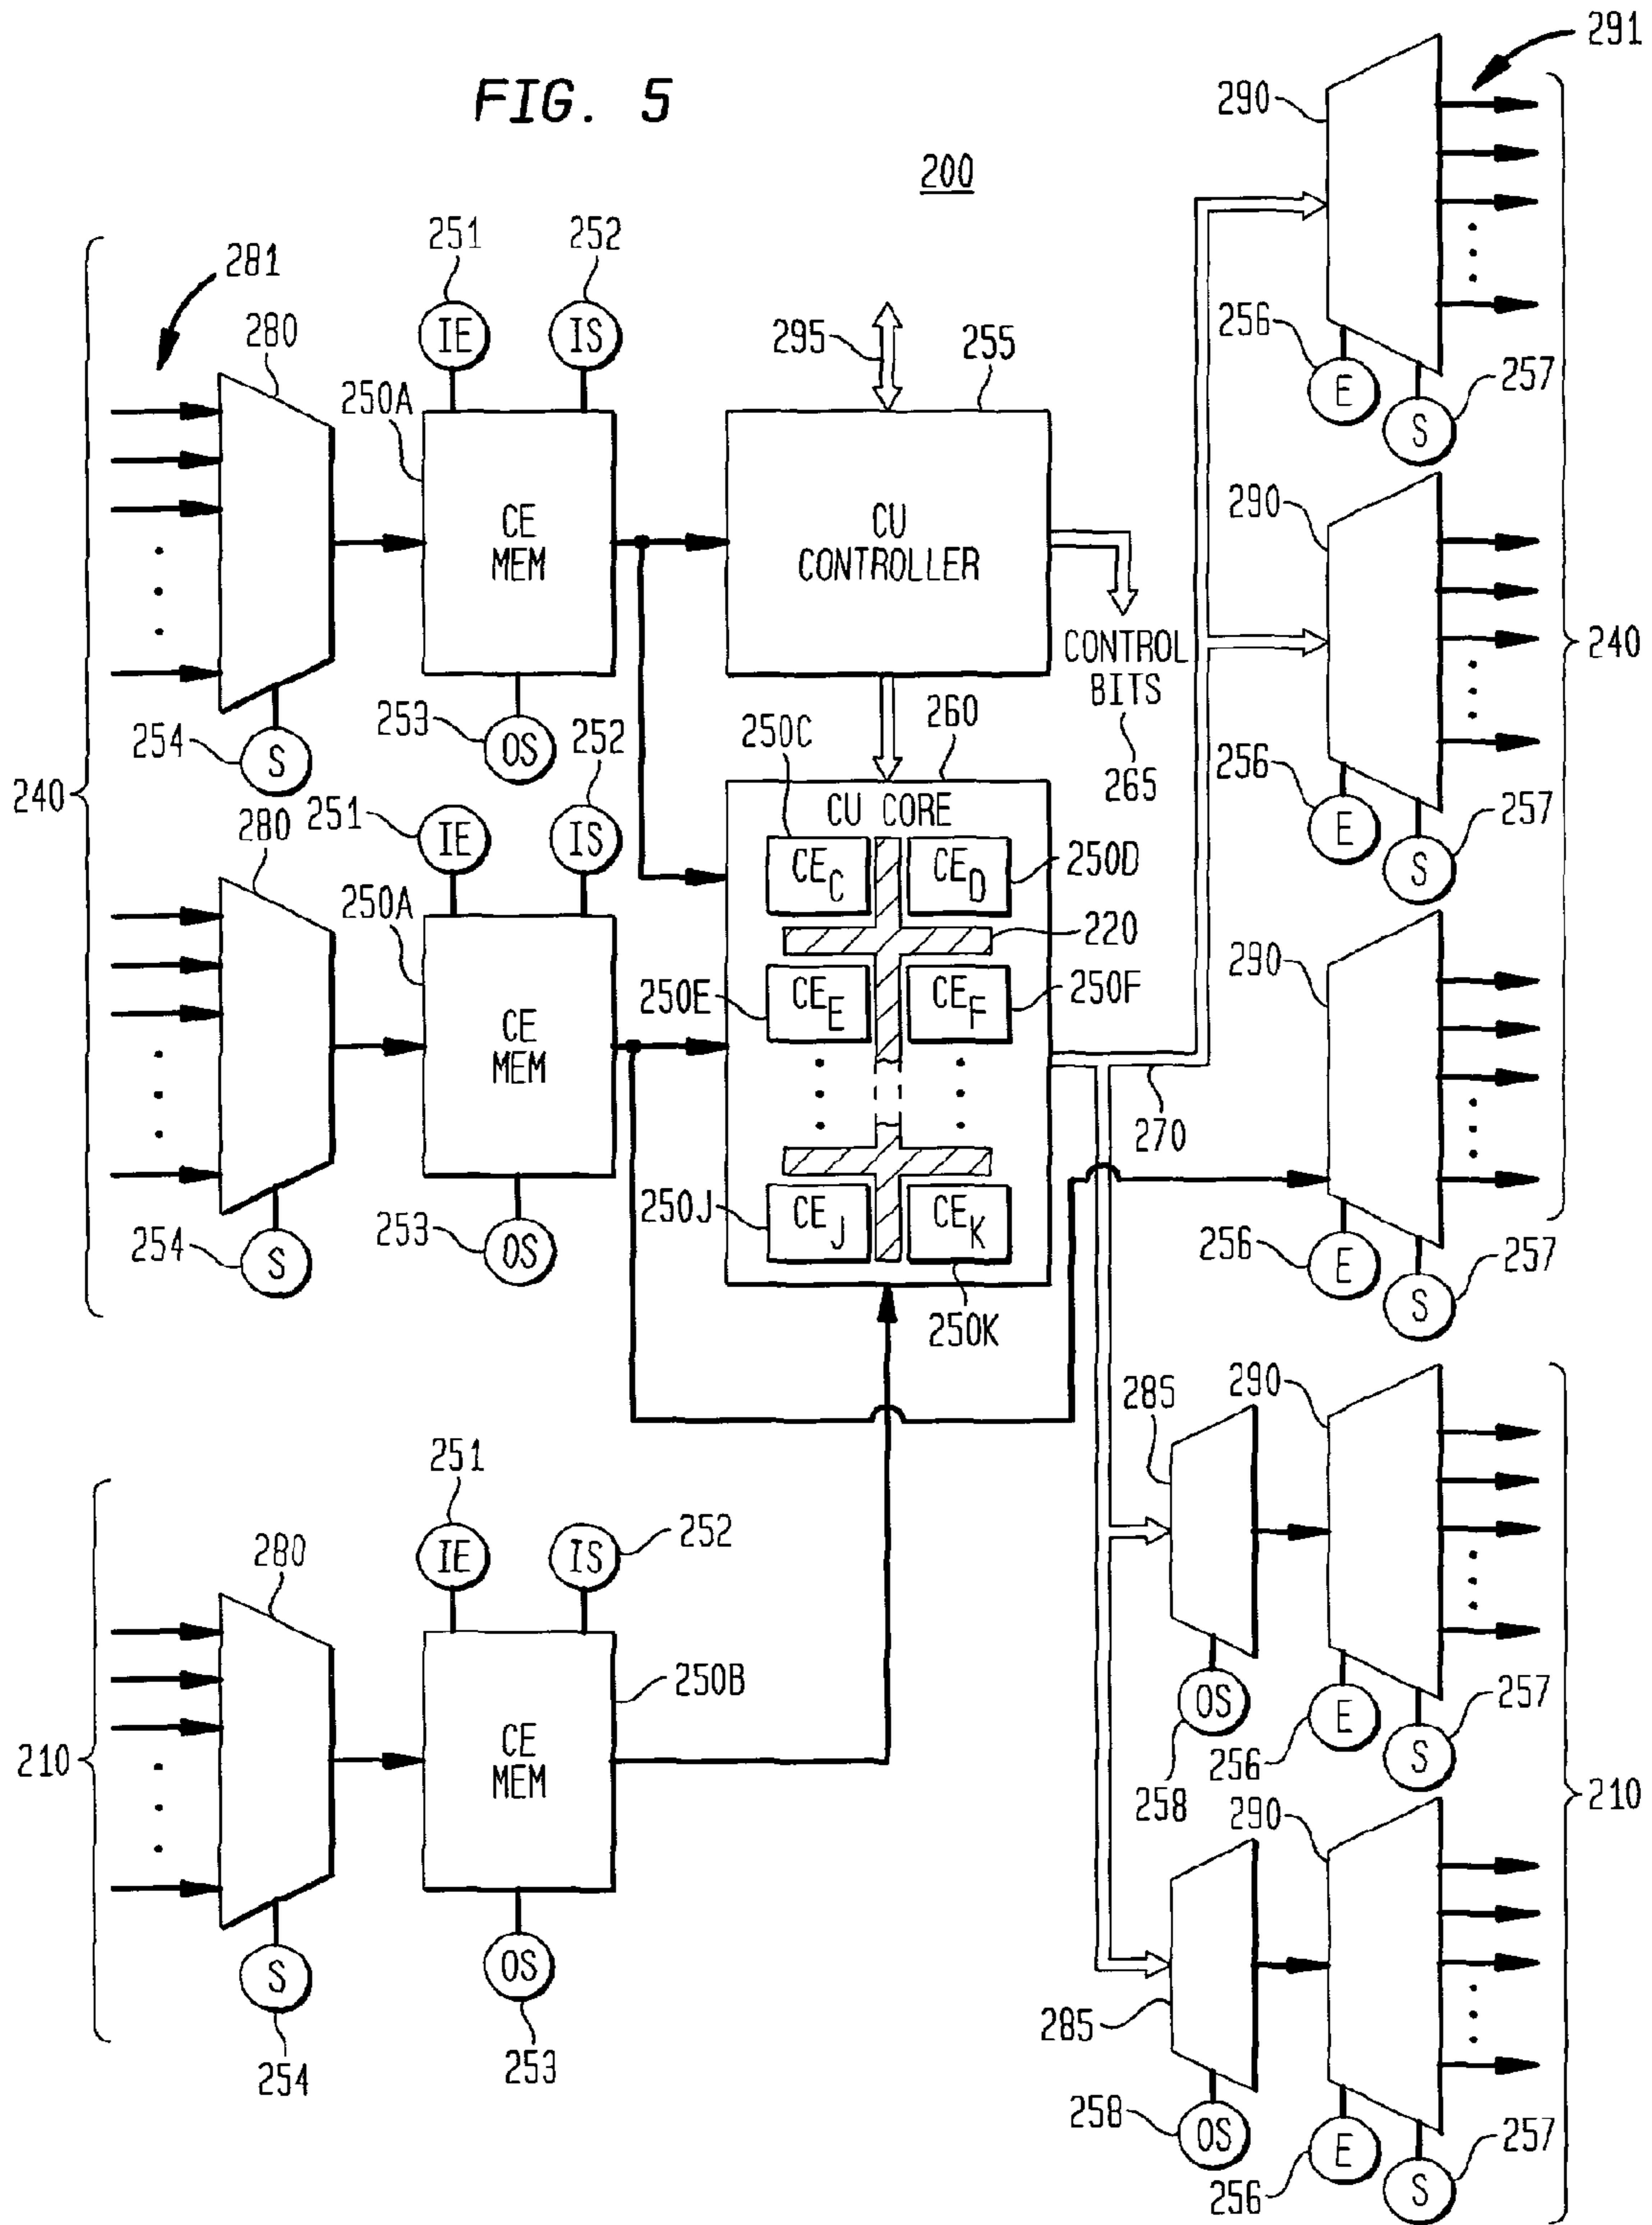 FIG. 5
200
291
290
240
281
280
251
252
IE
IS
250A
CE
MEM
295
255
CU
CONTROLLER
CONTROL
BITS
265
256
E
257
S
290
240
254
S
253
OS
252
IS
240
280
251
IE
250A
CE
MEM
250C
260
CU CORE
CE C
CE D
250D
220
250E
CE E
CE F
250F
256
E
257
S
290
270
254
S
253
OS
250J
CE J
CE K
250K
256
E
257
S
285
290
251
IE
252
IS
280
250B
CE
MEM
210
OS
258
256
E
257
S
210
290
S
254
OS
253
285
258
OS
256
E
257
S